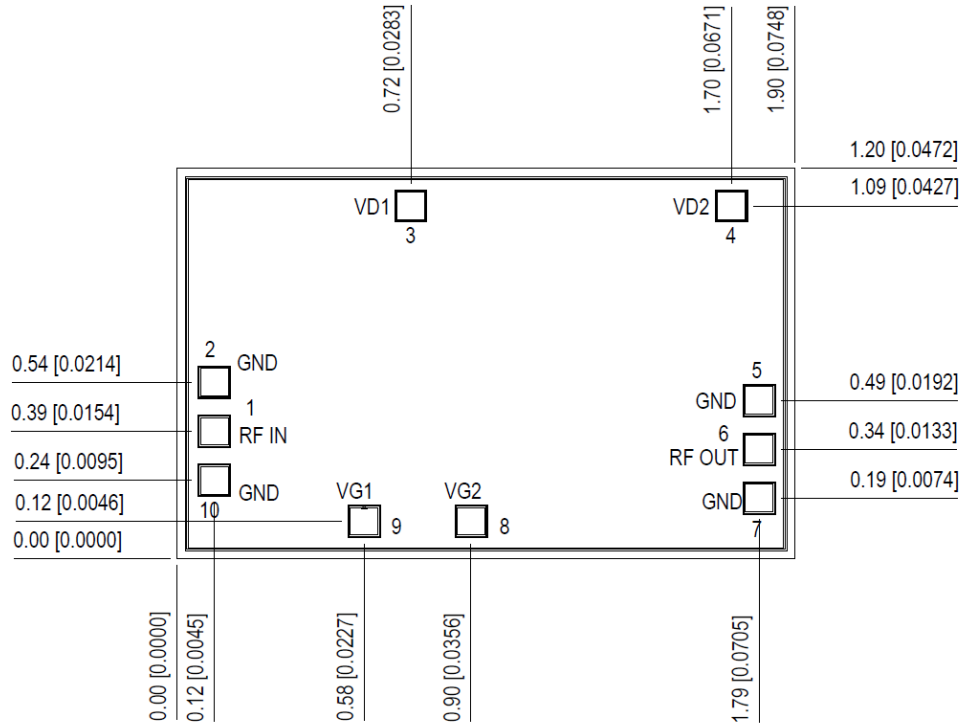 0.72 [0.0283]
1.70 [0.0671]
1.90 [0.0748]
1.20 [0.0472]
1.09 [0.0427]
VD1
3
VD2
4
0.54 [0.0214]
2
GND
0.39 [0.0154]
1
RF IN
0.24 [0.0095]
GND
10
0.12 [0.0046]
0.00 [0.0000]
VG1
9
VG2
8
5
GND
0.49 [0.0192]
6
RF OUT
0.34 [0.0133]
GND
7
0.19 [0.0074]
0.00 [0.0000]
0.12 [0.0045]
0.58 [0.0227]
0.90 [0.0356]
1.79 [0.0705]